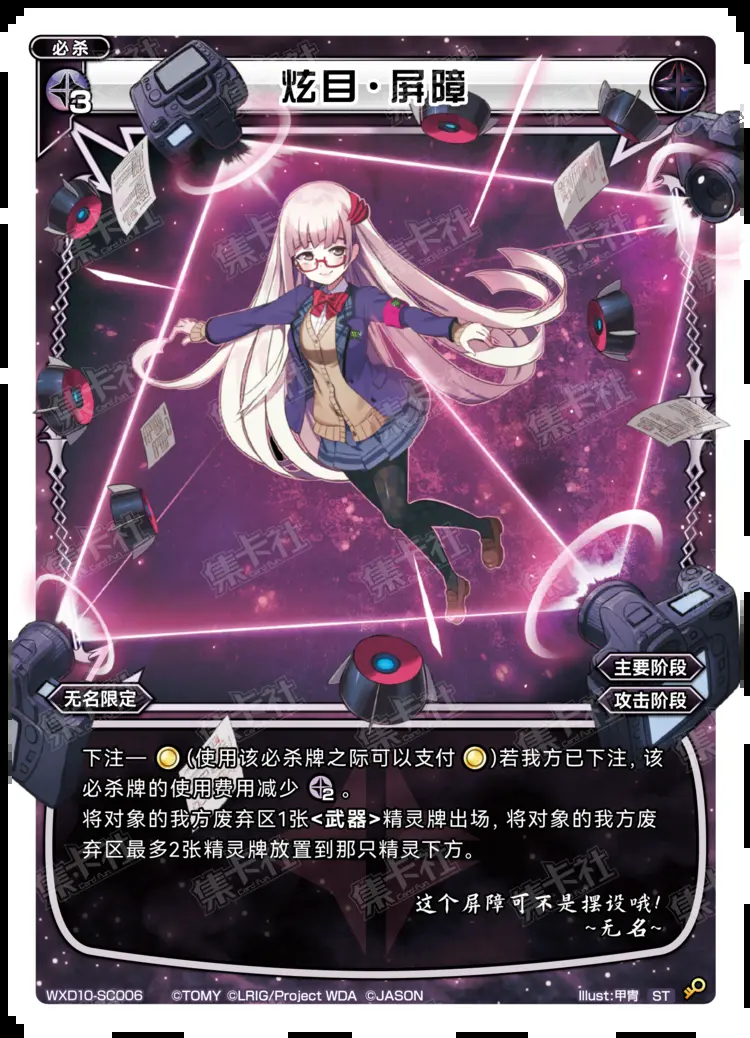 必杀
3
炫目·屏障
主要阶段
无名限定
攻击阶段
下注— (使用该必杀牌之际可以支付 )若我方已下注, 该
必杀牌的使用费用减少 2 。
将对象的我方废弃区1张<武器>精灵牌出场, 将对象的我方废
弃区最多2张精灵牌放置到那只精灵下方。
这个屏障可不是摆设哦!
~无名~
WXD10-SC006 ©TOMY ©LRIG/Project WDA ©JASON Illust:甲冑 ST
集卡社